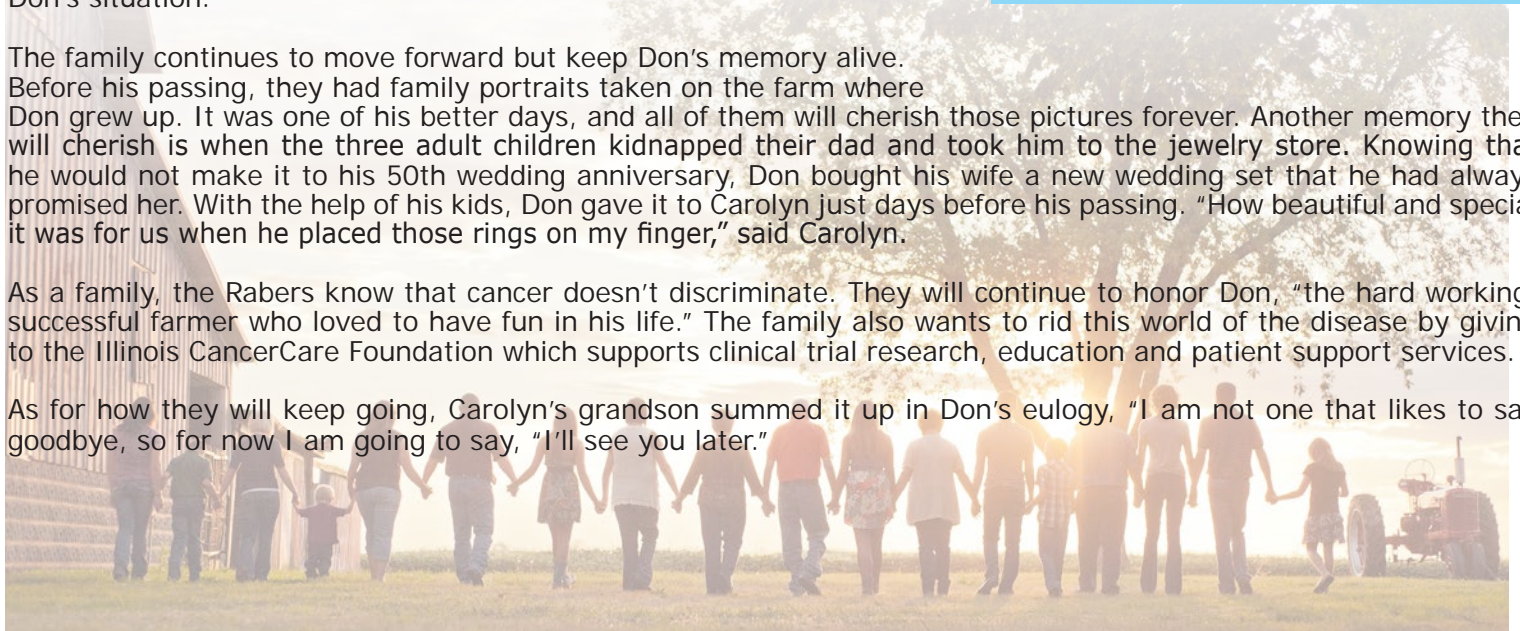 Don's situation.
The family continues to move forward but keep Don's memory alive.
Before his passing, they had family portraits taken on the farm where
Don grew up. It was one of his better days, and all of them will cherish those pictures forever. Another memory the
will cherish is when the three adult children kidnapped their dad and took him to the jewelry store. Knowing tha
he would not make it to his 50th wedding anniversary, Don bought his wife a new wedding set that he had alway
promised her. With the help of his kids, Don gave it to Carolyn just days before his passing. "How beautiful and specia
it was for us when he placed those rings on my finger," said Carolyn.
As a family, the Rabers know that cancer doesn't discriminate. They will continue to honor Don, "the hard working
successful farmer who loved to have fun in his life." The family also wants to rid this world of the disease by givin
to the Illinois CancerCare Foundation which supports clinical trial research, education and patient support services.
As for how they will keep going, Carolyn's grandson summed it up in Don's eulogy, "I am not one that likes to sa
goodbye, so for now I am going to say, "I'll see you later."